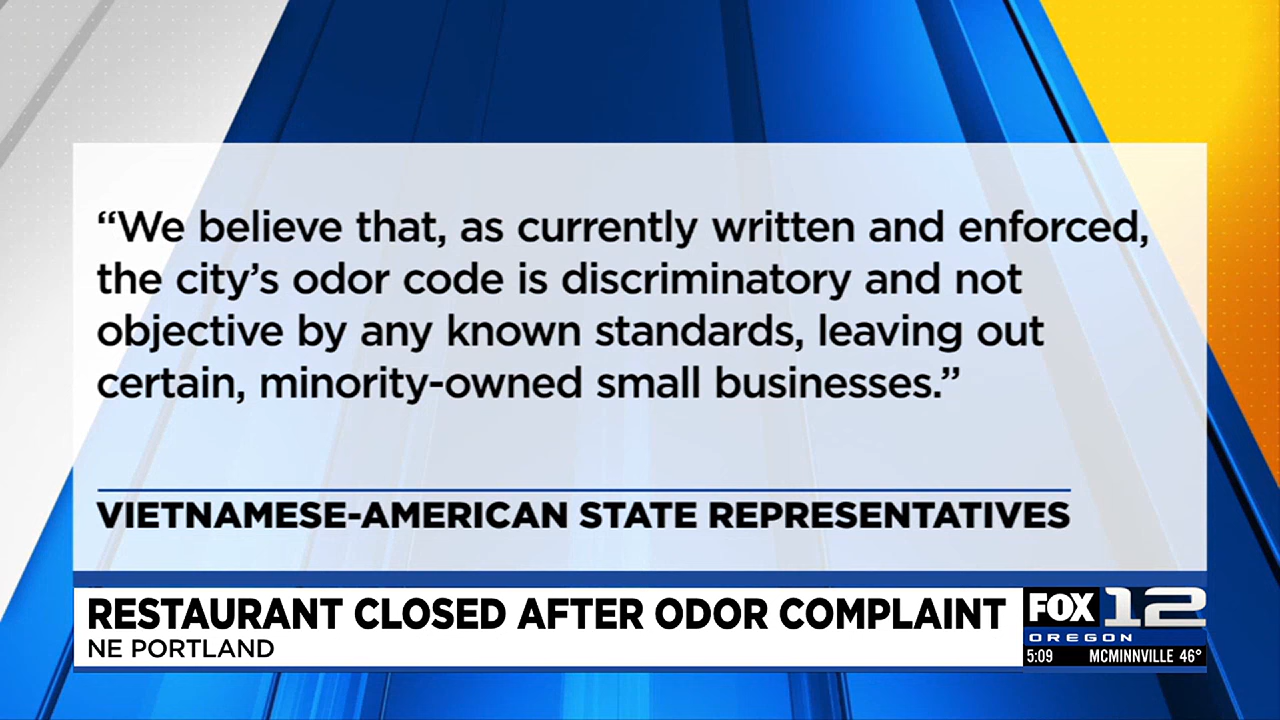 “We believe that, as currently written and enforced,
the city’s odor code is discriminatory and not
objective by any known standards, leaving out
certain, minority-owned small businesses.”
VIETNAMESE-AMERICAN STATE REPRESENTATIVES
RESTAURANT CLOSED AFTER ODOR COMPLAINT
NE PORTLAND
FOX 12
OREGON
5:09 MCMINNVILLE 46°